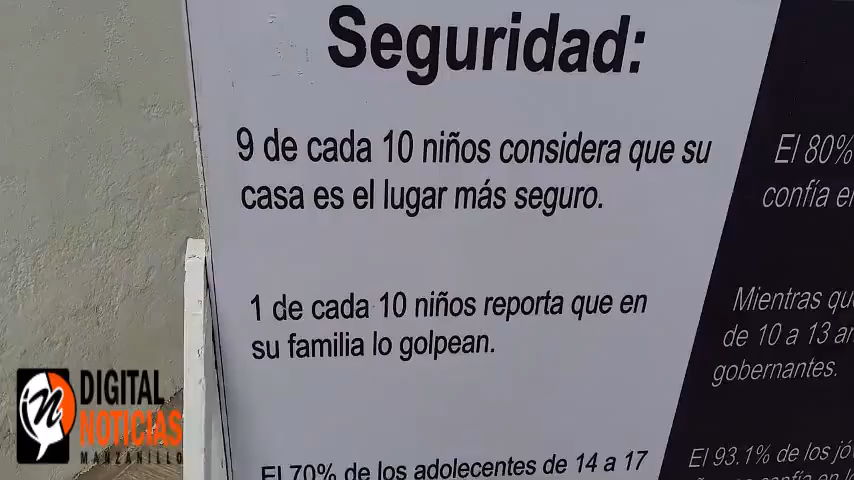 Seguridad:
9 de cada 10 niños considera que su
casa es el lugar más seguro.
1 de cada 10 niños reporta que en
su familia lo golpean.
El 70% de los adolecentes de 14 a 17
El 80%
confía
Mientras
de 10 a 13
gobernantes.
El 93.1% de los
confía en
DIGITAL
NOTICIAS
MANZANILLO